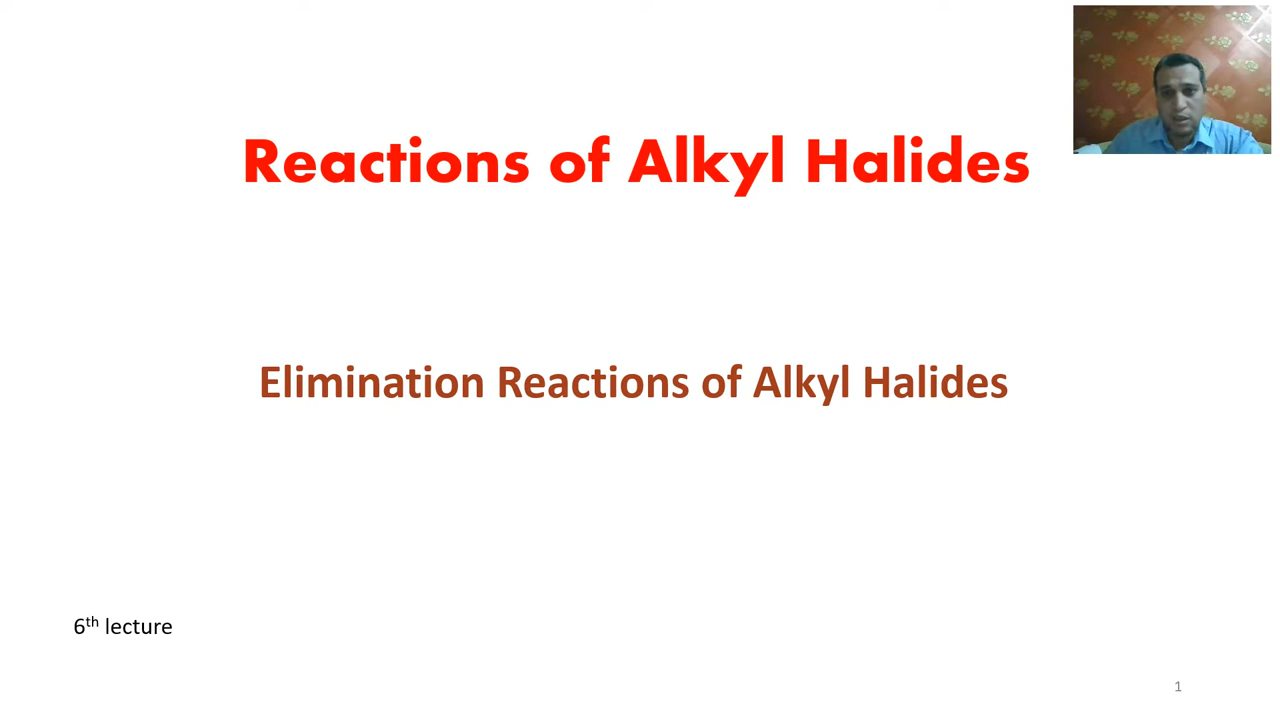 Reactions of Alkyl Halides
Elimination Reactions of Alkyl Halides
6th lecture
1